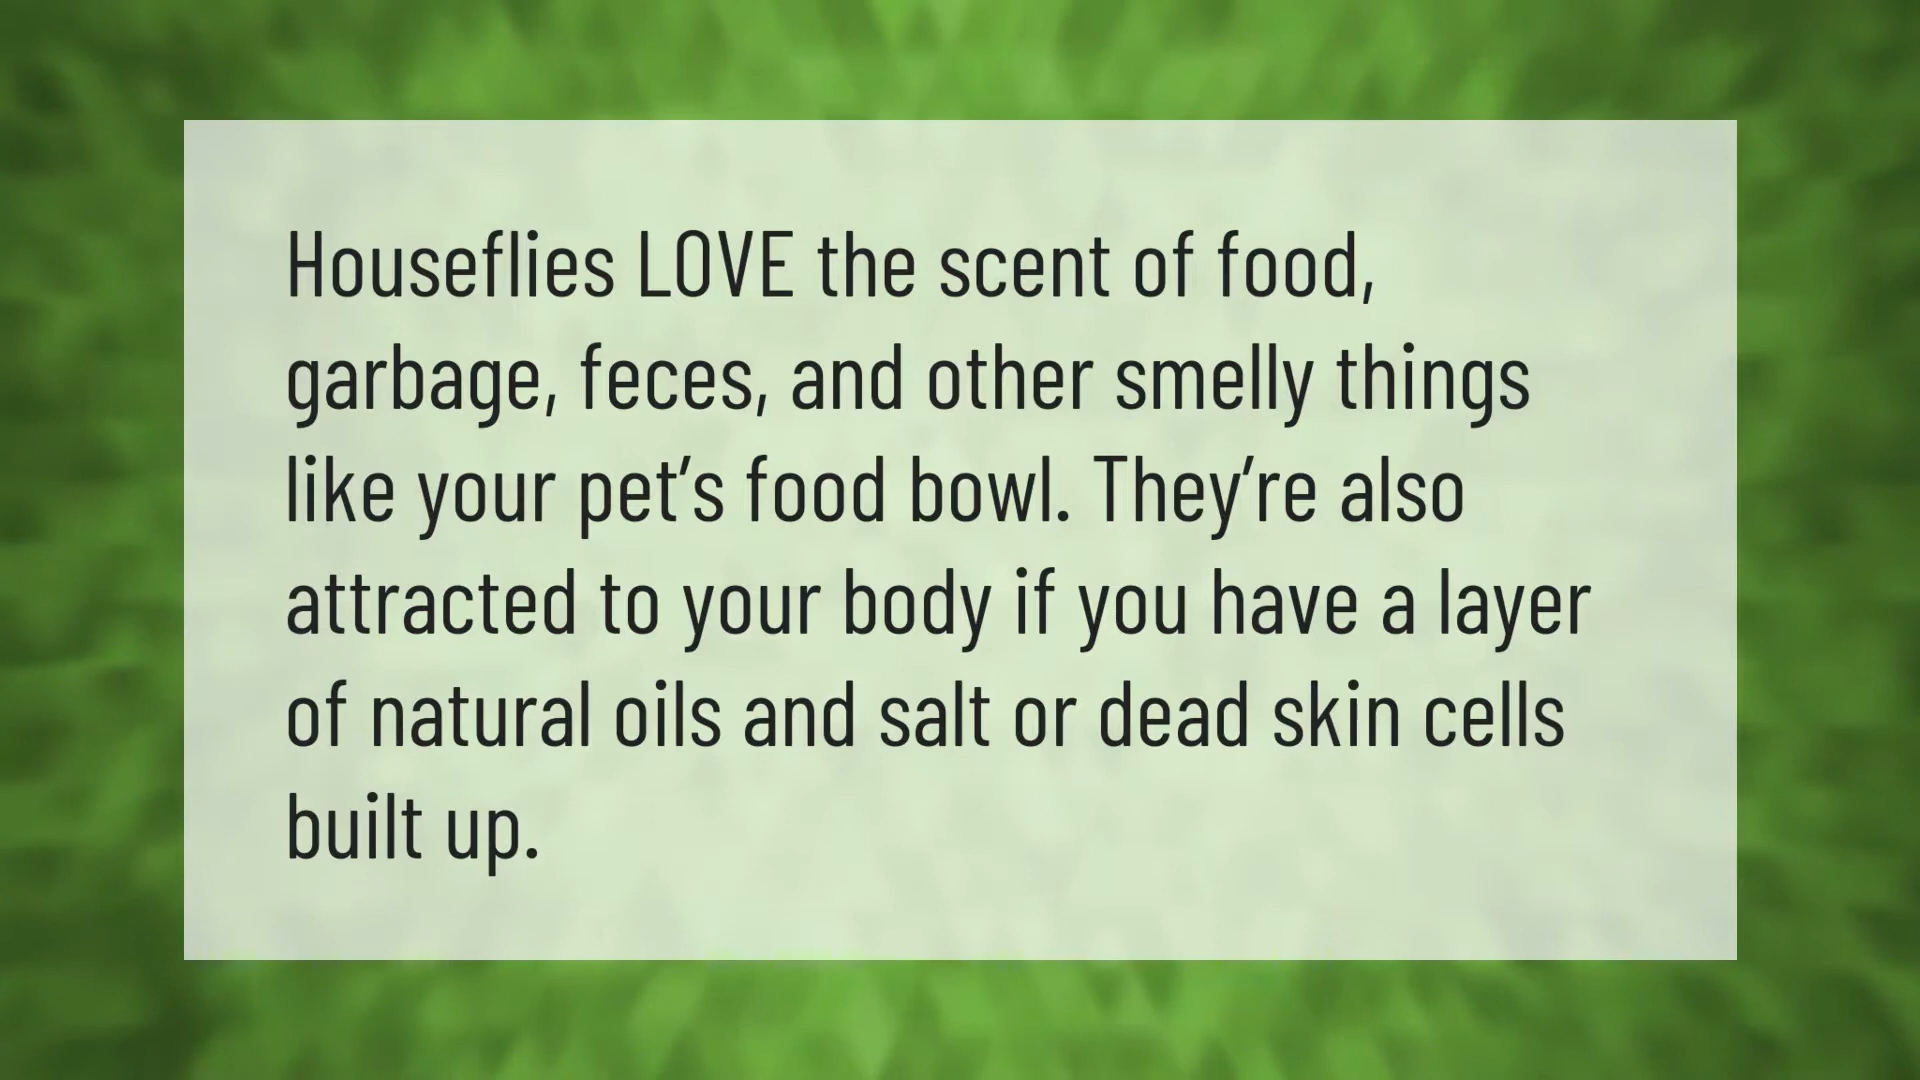 Houseflies LOVE the scent of food,
garbage, feces, and other smelly things
like your pet’s food bowl. They’re also
attracted to your body if you have a layer
of natural oils and salt or dead skin cells
built up.